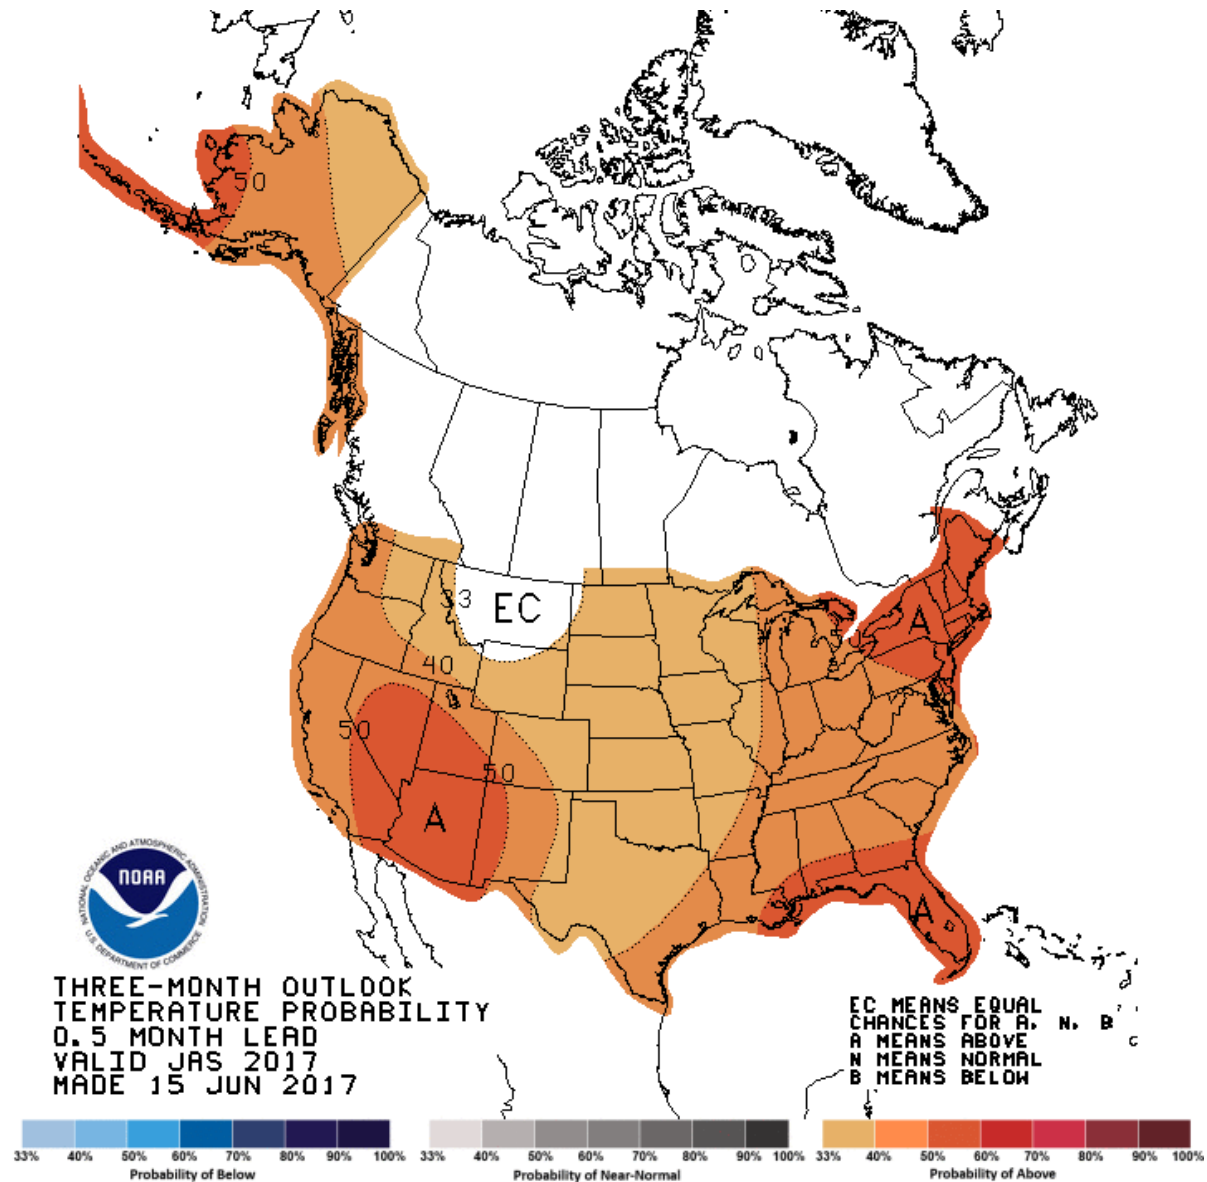 50
A
33
EC
A
40
50
50
A
A
NATIONAL OCEANIC AND ATMOSPHERIC ADMINISTRATION
NOAA
U.S. DEPARTMENT OF COMMERCE
THREE-MONTH OUTLOOK
TEMPERATURE PROBABILITY
0.5 MONTH LEAD
VALID JAS 2017
MADE 15 JUN 2017
EC MEANS EQUAL
CHANCES FOR A, N, B
A MEANS ABOVE
N MEANS NORMAL
B MEANS BELOW
33% 40% 50% 60% 70% 80% 90% 100%
Probability of Below
33% 40% 50% 60% 70% 80% 90% 100%
Probability of Near-Normal
33% 40% 50% 60% 70% 80% 90% 100%
Probability of Above